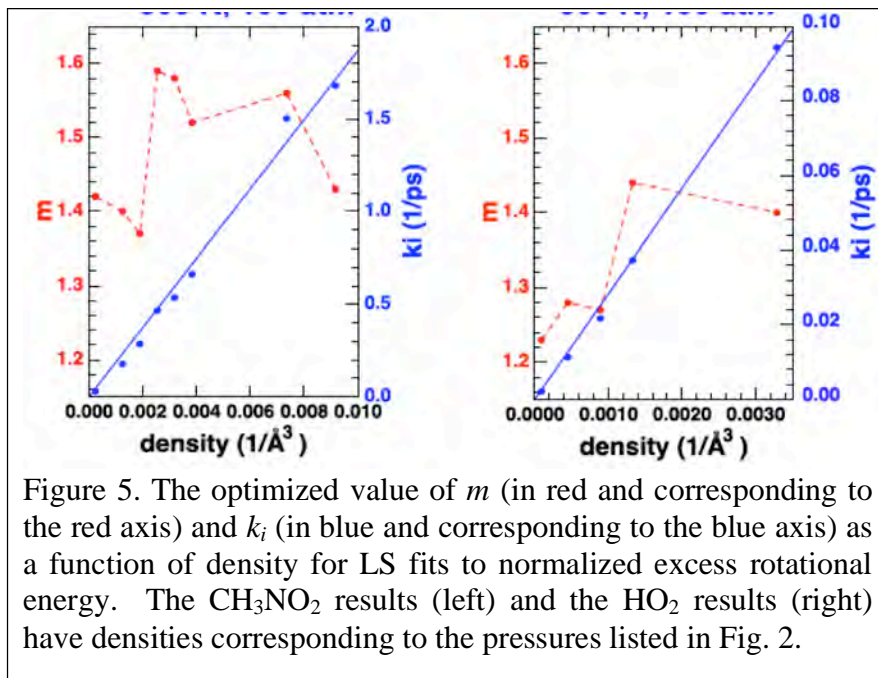 m
1.6
1.5
1.4
1.3
1.2
2.0
1.5
1.0
0.5
0.0
ki (1/ps)
0.000 0.002 0.004 0.006 0.008 0.010
density (1/Å³ )
m
1.6
1.5
1.4
1.3
1.2
0.10
0.08
0.06
0.04
0.02
0.00
ki (1/ps)
0.0000 0.0010 0.0020 0.0030
density (1/Å³ )
Figure 5. The optimized value of m (in red and corresponding to
the red axis) and kᵢ (in blue and corresponding to the blue axis) as
a function of density for LS fits to normalized excess rotational
energy. The CH₃NO₂ results (left) and the HO₂ results (right)
have densities corresponding to the pressures listed in Fig. 2.